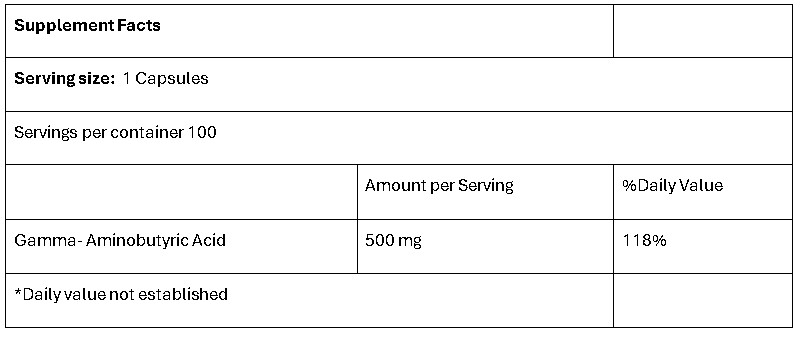 Supplement Facts
Serving size: 1 Capsules
Servings per container 100
Amount per Serving %Daily Value
Gamma- Aminobutyric Acid 500 mg 118%
*Daily value not established